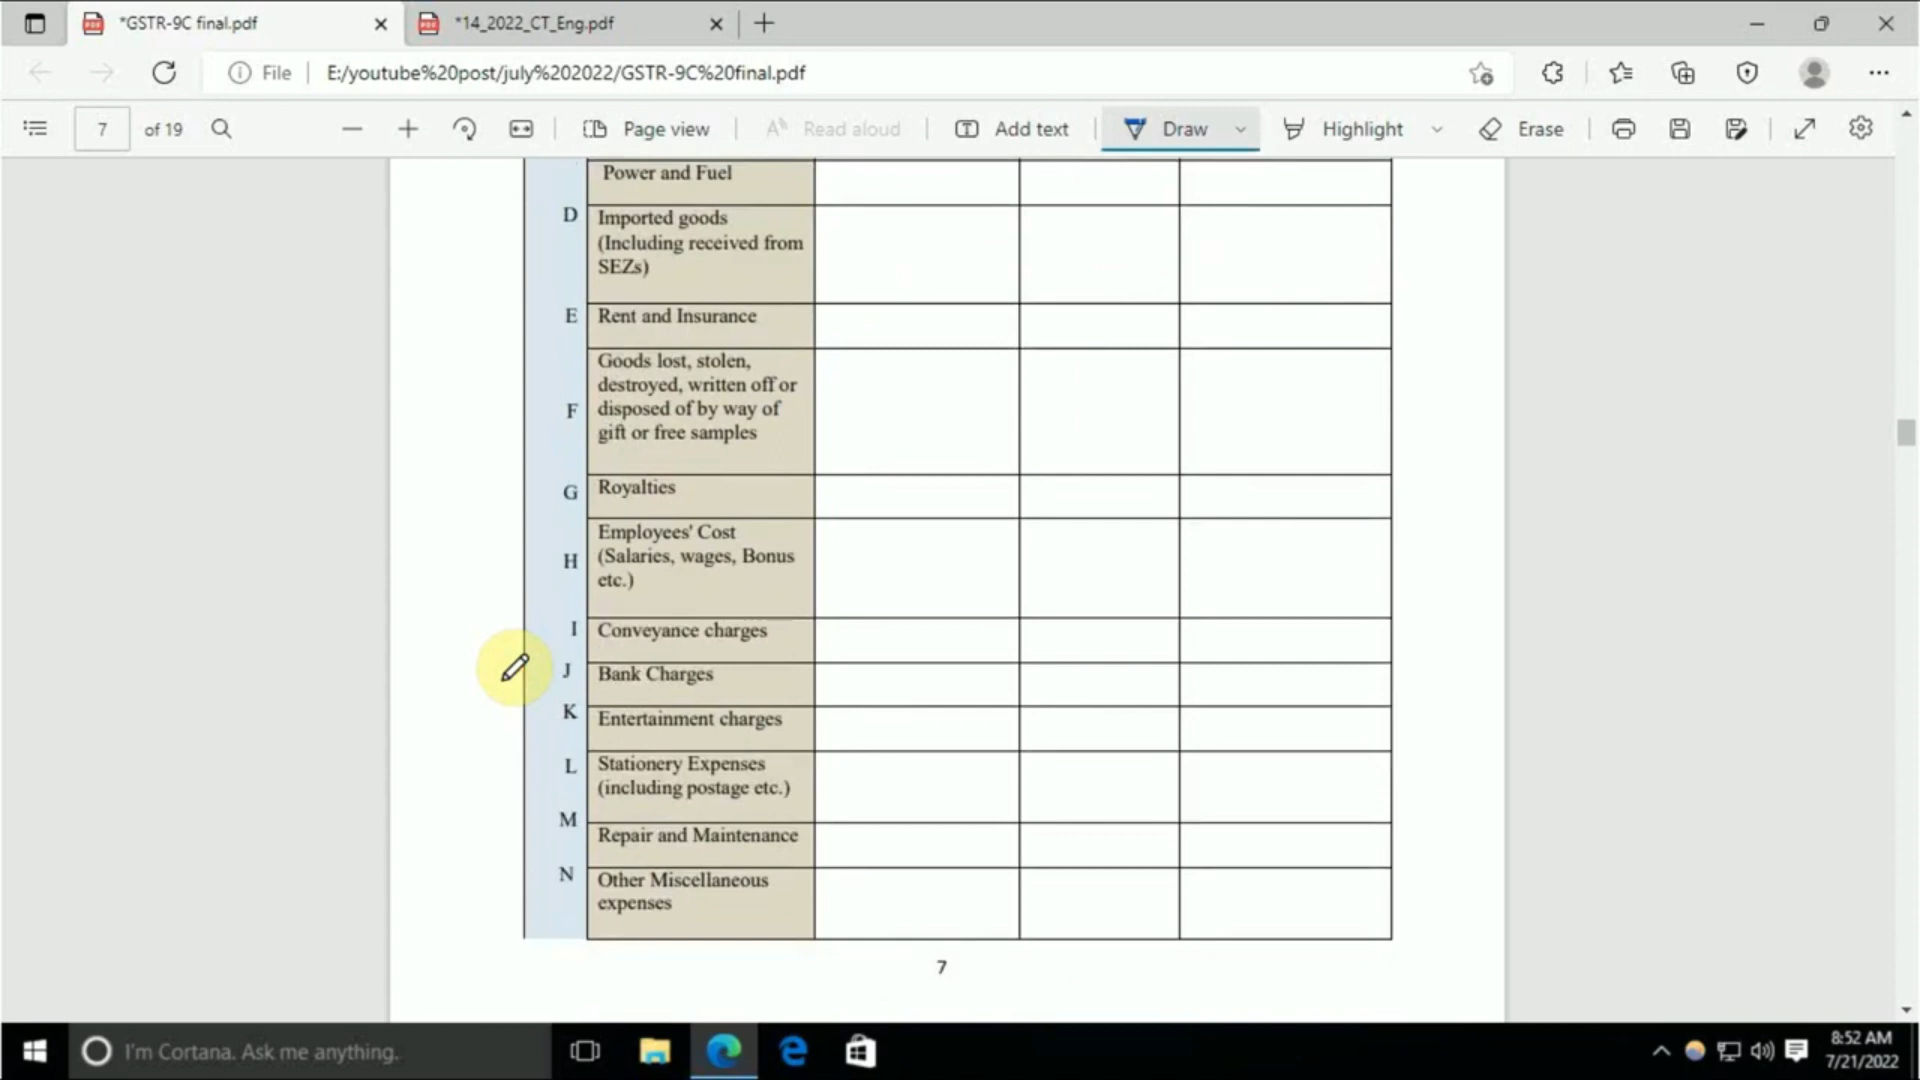 *GSTR-9C final.pdf
*14_2022_CT_Eng.pdf
File
E:/youtube%20post/july%202022/GSTR-9C%20final.pdf
7 of 19
Page view
Read aloud
Add text
Draw
Highlight
Erase
Power and Fuel
D Imported goods
(Including received from
SEZs)
E Rent and Insurance
F Goods lost, stolen,
destroyed, written off or
disposed of by way of
gift or free samples
G Royalties
H Employees' Cost
(Salaries, wages, Bonus
etc.)
I Conveyance charges
J Bank Charges
K Entertainment charges
L Stationery Expenses
(including postage etc.)
M Repair and Maintenance
N Other Miscellaneous
expenses
7
I'm Cortana. Ask me anything.
8:52 AM
7/21/2022